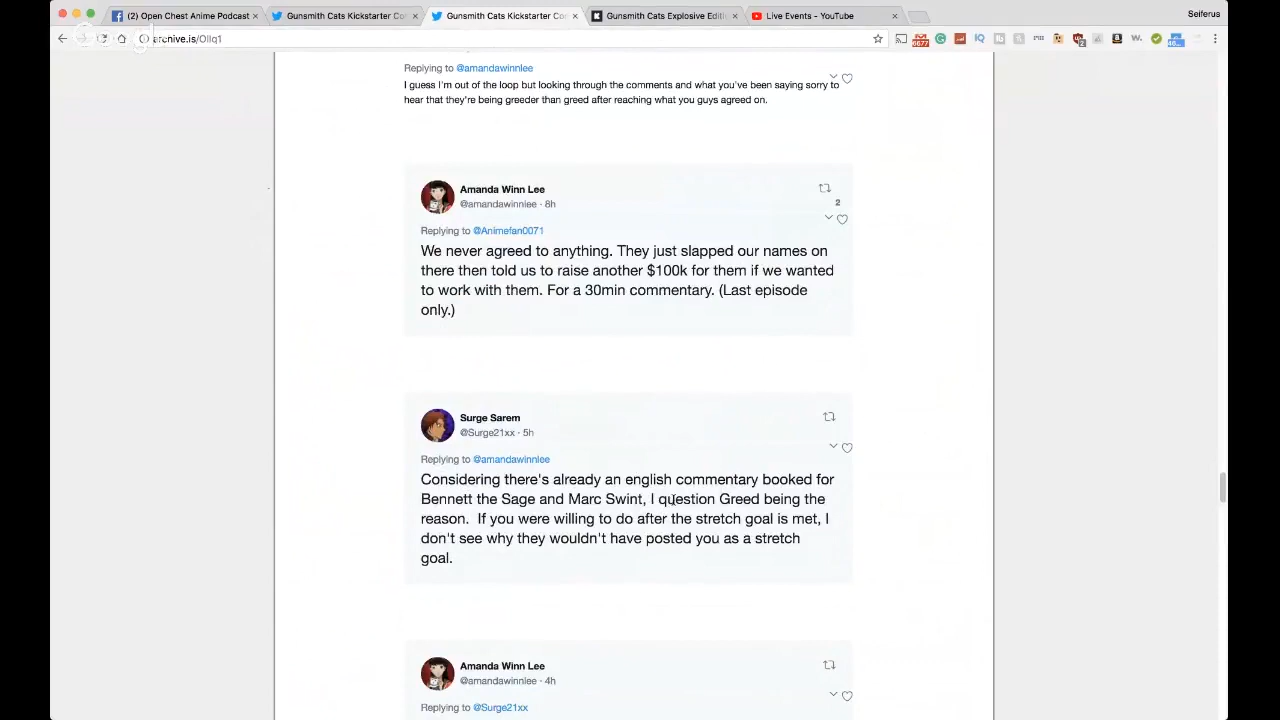 (2) Open Chest Anime Podcast
Gunsmith Cats Kickstarter Co
Gunsmith Cats Kickstarter Co
Gunsmith Cats Explosive Editi
Live Events - YouTube
Seiferus
Replying to @amandawinnlee
I guess I'm out of the loop but looking through the comments and what you've been saying sorry to
hear that they're being greeder than greed after reaching what you guys agreed on.
Amanda Winn Lee
@amandawinnlee · 8h
2
Replying to @Animefan0071
We never agreed to anything. They just slapped our names on
there then told us to raise another $100k for them if we wanted
to work with them. For a 30min commentary. (Last episode
only.)
Surge Sarem
@Surge21xx · 5h
Replying to @amandawinnlee
Considering there's already an english commentary booked for
Bennett the Sage and Marc Swint, I question Greed being the
reason.  If you were willing to do after the stretch goal is met, I
don't see why they wouldn't have posted you as a stretch
goal.
Amanda Winn Lee
@amandawinnlee · 4h
Replying to @Surge21xx